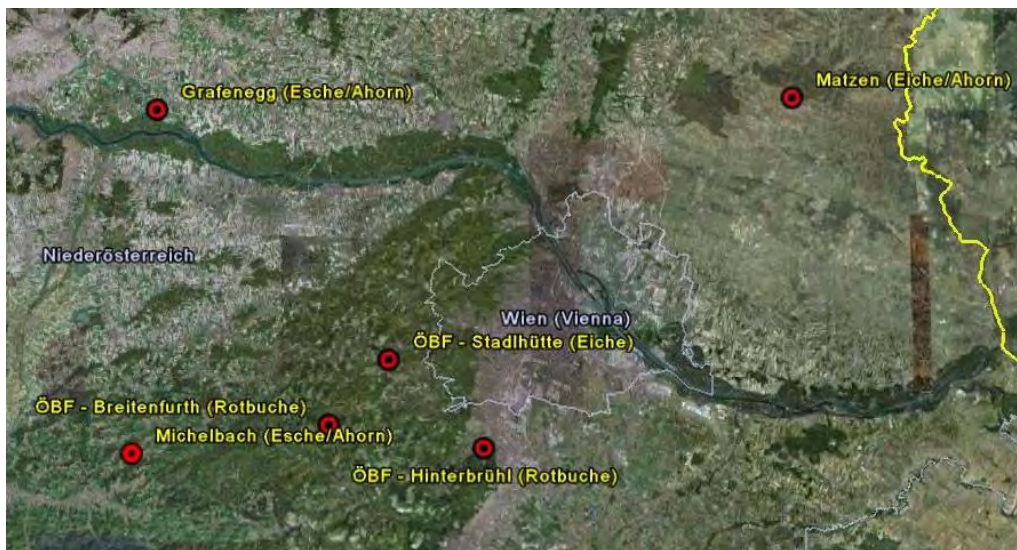 Grafenegg (Esche/Ahorn)
Matzen (Eiche/Ahorn)
Niederösterreich
Wien (Vienna)
ÖBF - Stadlhütte (Eiche)
ÖBF - Breitenfurth (Rotbuche)
Michelbach (Esche/Ahorn)
ÖBF - Hinterbrühl (Rotbuche)